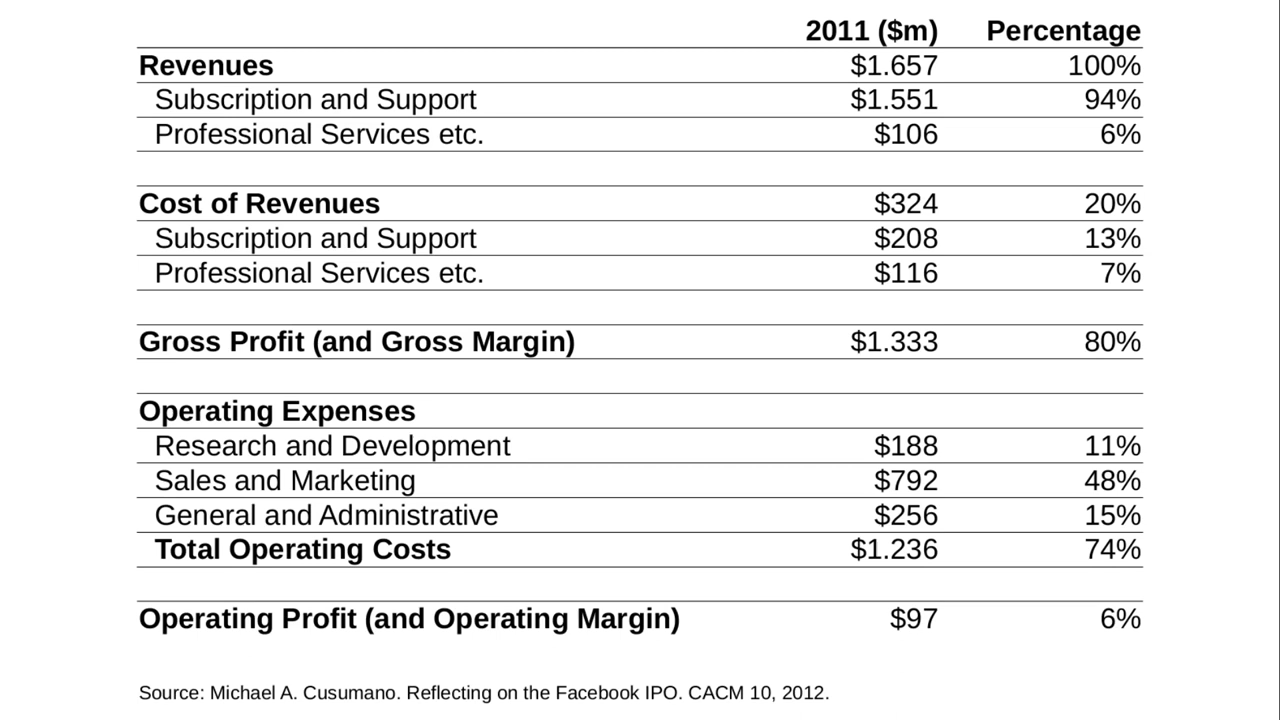 2011 ($m) Percentage
Revenues $1.657 100%
Subscription and Support $1.551 94%
Professional Services etc. $106 6%
Cost of Revenues $324 20%
Subscription and Support $208 13%
Professional Services etc. $116 7%
Gross Profit (and Gross Margin) $1.333 80%
Operating Expenses
Research and Development $188 11%
Sales and Marketing $792 48%
General and Administrative $256 15%
Total Operating Costs $1.236 74%
Operating Profit (and Operating Margin) $97 6%
Source: Michael A. Cusumano. Reflecting on the Facebook IPO. CACM 10, 2012.